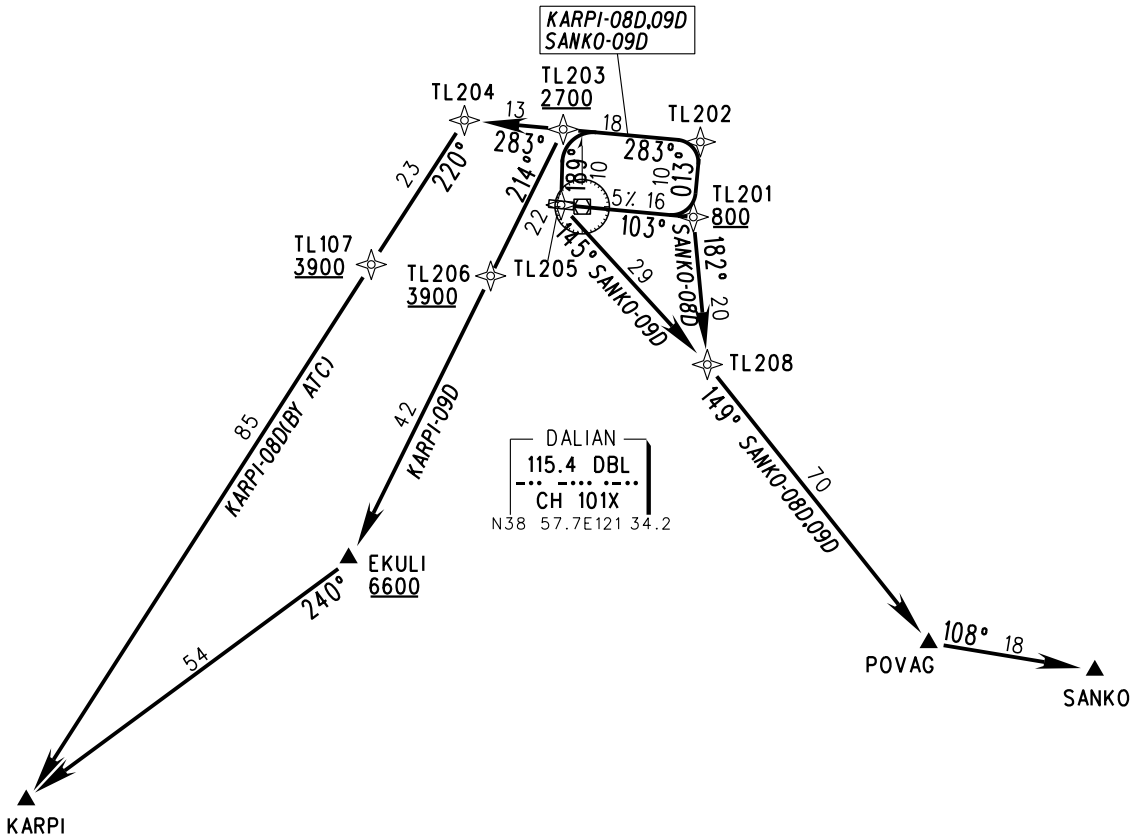 KARPI-08D,09D
SANKO-09D
TL203
2700
TL204
13
283°
18
283°
TL202
013°
10
TL201
800
23
220°
214°
189°
10
5% 16
103°
22
TL205
145° SANKO-09D
29
SANKO-08D
182°
20
TL107
3900
TL206
3900
TL208
85
KARPI-08D(BY ATC)
42
KARPI-09D
DALIAN
115.4 DBL
-·· -··· ·-··
CH 101X
N38 57.7E121 34.2
149° SANKO-08D,09D
70
EKULI
6600
240°
54
POVAG
108° 18
SANKO
KARPI